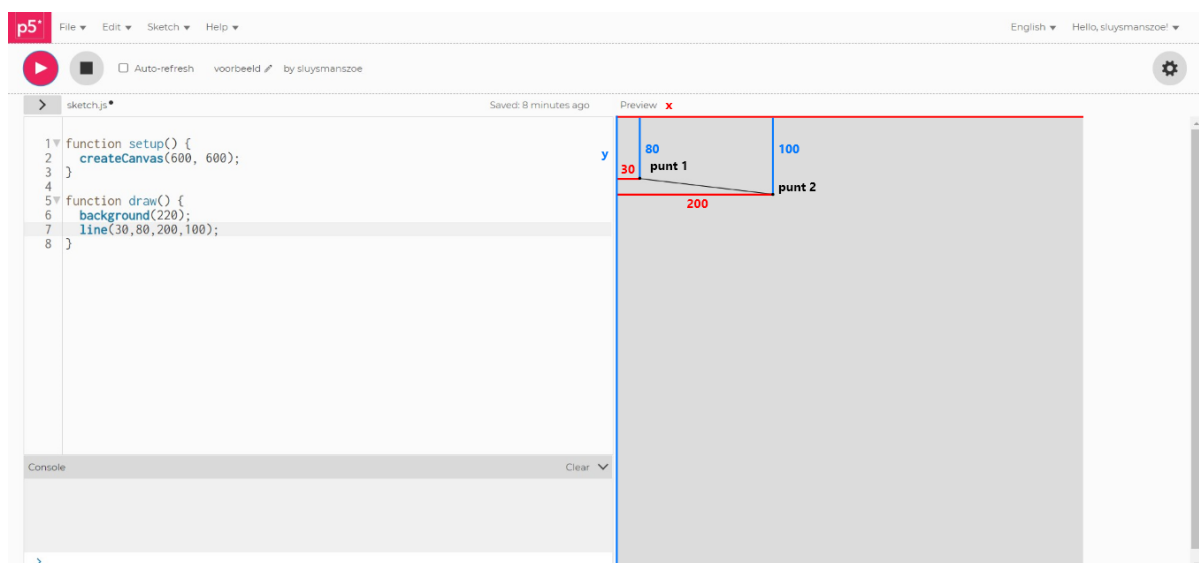 p5* File Edit Sketch Help English Hello, sluysmanszoe!
Auto-refresh voorbeeld by sluysmanszoe
> sketch.js• Saved: 8 minutes ago Preview x
1 function setup() {
2 createCanvas(600, 600);
3 }
4
5 function draw() {
6 background(220);
7 line(30,80,200,100);
8 }
y
80 100
30 punt 1
punt 2
200
Console Clear
>